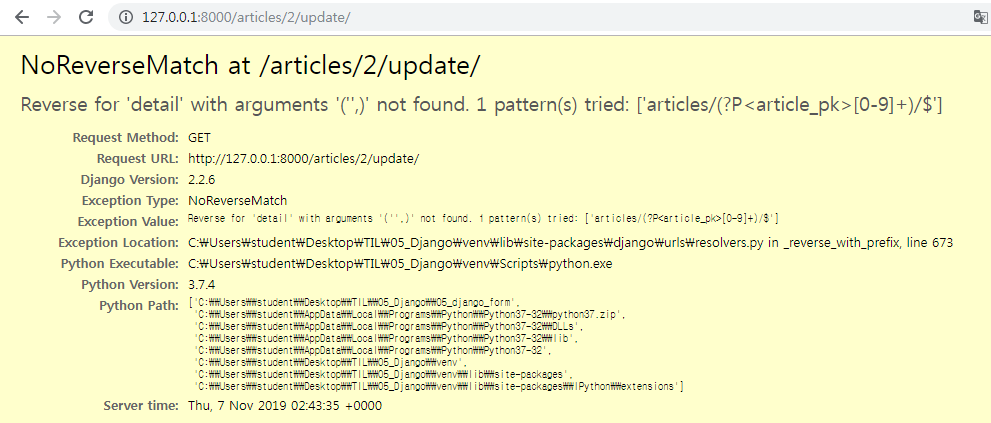 127.0.0.1:8000/articles/2/update/
NoReverseMatch at /articles/2/update/
Reverse for 'detail' with arguments '('',)' not found. 1 pattern(s) tried: ['articles/(?P<article_pk>[0-9]+)/$']
Request Method: GET
Request URL: http://127.0.0.1:8000/articles/2/update/
Django Version: 2.2.6
Exception Type: NoReverseMatch
Exception Value: Reverse for 'detail' with arguments '('',)' not found. 1 pattern(s) tried: ['articles/(?P<article_pk>[0-9]+)/$']
Exception Location: C:₩Users₩student₩Desktop₩TIL₩05_Django₩venv₩lib₩site-packages₩django₩urls₩resolvers.py in _reverse_with_prefix, line 673
Python Executable: C:₩Users₩student₩Desktop₩TIL₩05_Django₩venv₩Scripts₩python.exe
Python Version: 3.7.4
Python Path: ['C:₩₩Users₩₩student₩₩Desktop₩₩TIL₩₩05_Django₩₩05_django_form',
'C:₩₩Users₩₩student₩₩AppData₩₩Local₩₩Programs₩₩Python₩₩Python37-32₩₩python37.zip',
'C:₩₩Users₩₩student₩₩AppData₩₩Local₩₩Programs₩₩Python₩₩Python37-32₩₩DLLs',
'C:₩₩Users₩₩student₩₩AppData₩₩Local₩₩Programs₩₩Python₩₩Python37-32₩₩lib',
'C:₩₩Users₩₩student₩₩AppData₩₩Local₩₩Programs₩₩Python₩₩Python37-32',
'C:₩₩Users₩₩student₩₩Desktop₩₩TIL₩₩05_Django₩₩venv',
'C:₩₩Users₩₩student₩₩Desktop₩₩TIL₩₩05_Django₩₩venv₩₩lib₩₩site-packages',
'C:₩₩Users₩₩student₩₩Desktop₩₩TIL₩₩05_Django₩₩venv₩₩lib₩₩site-packages₩₩IPython₩₩extensions']
Server time: Thu, 7 Nov 2019 02:43:35 +0000